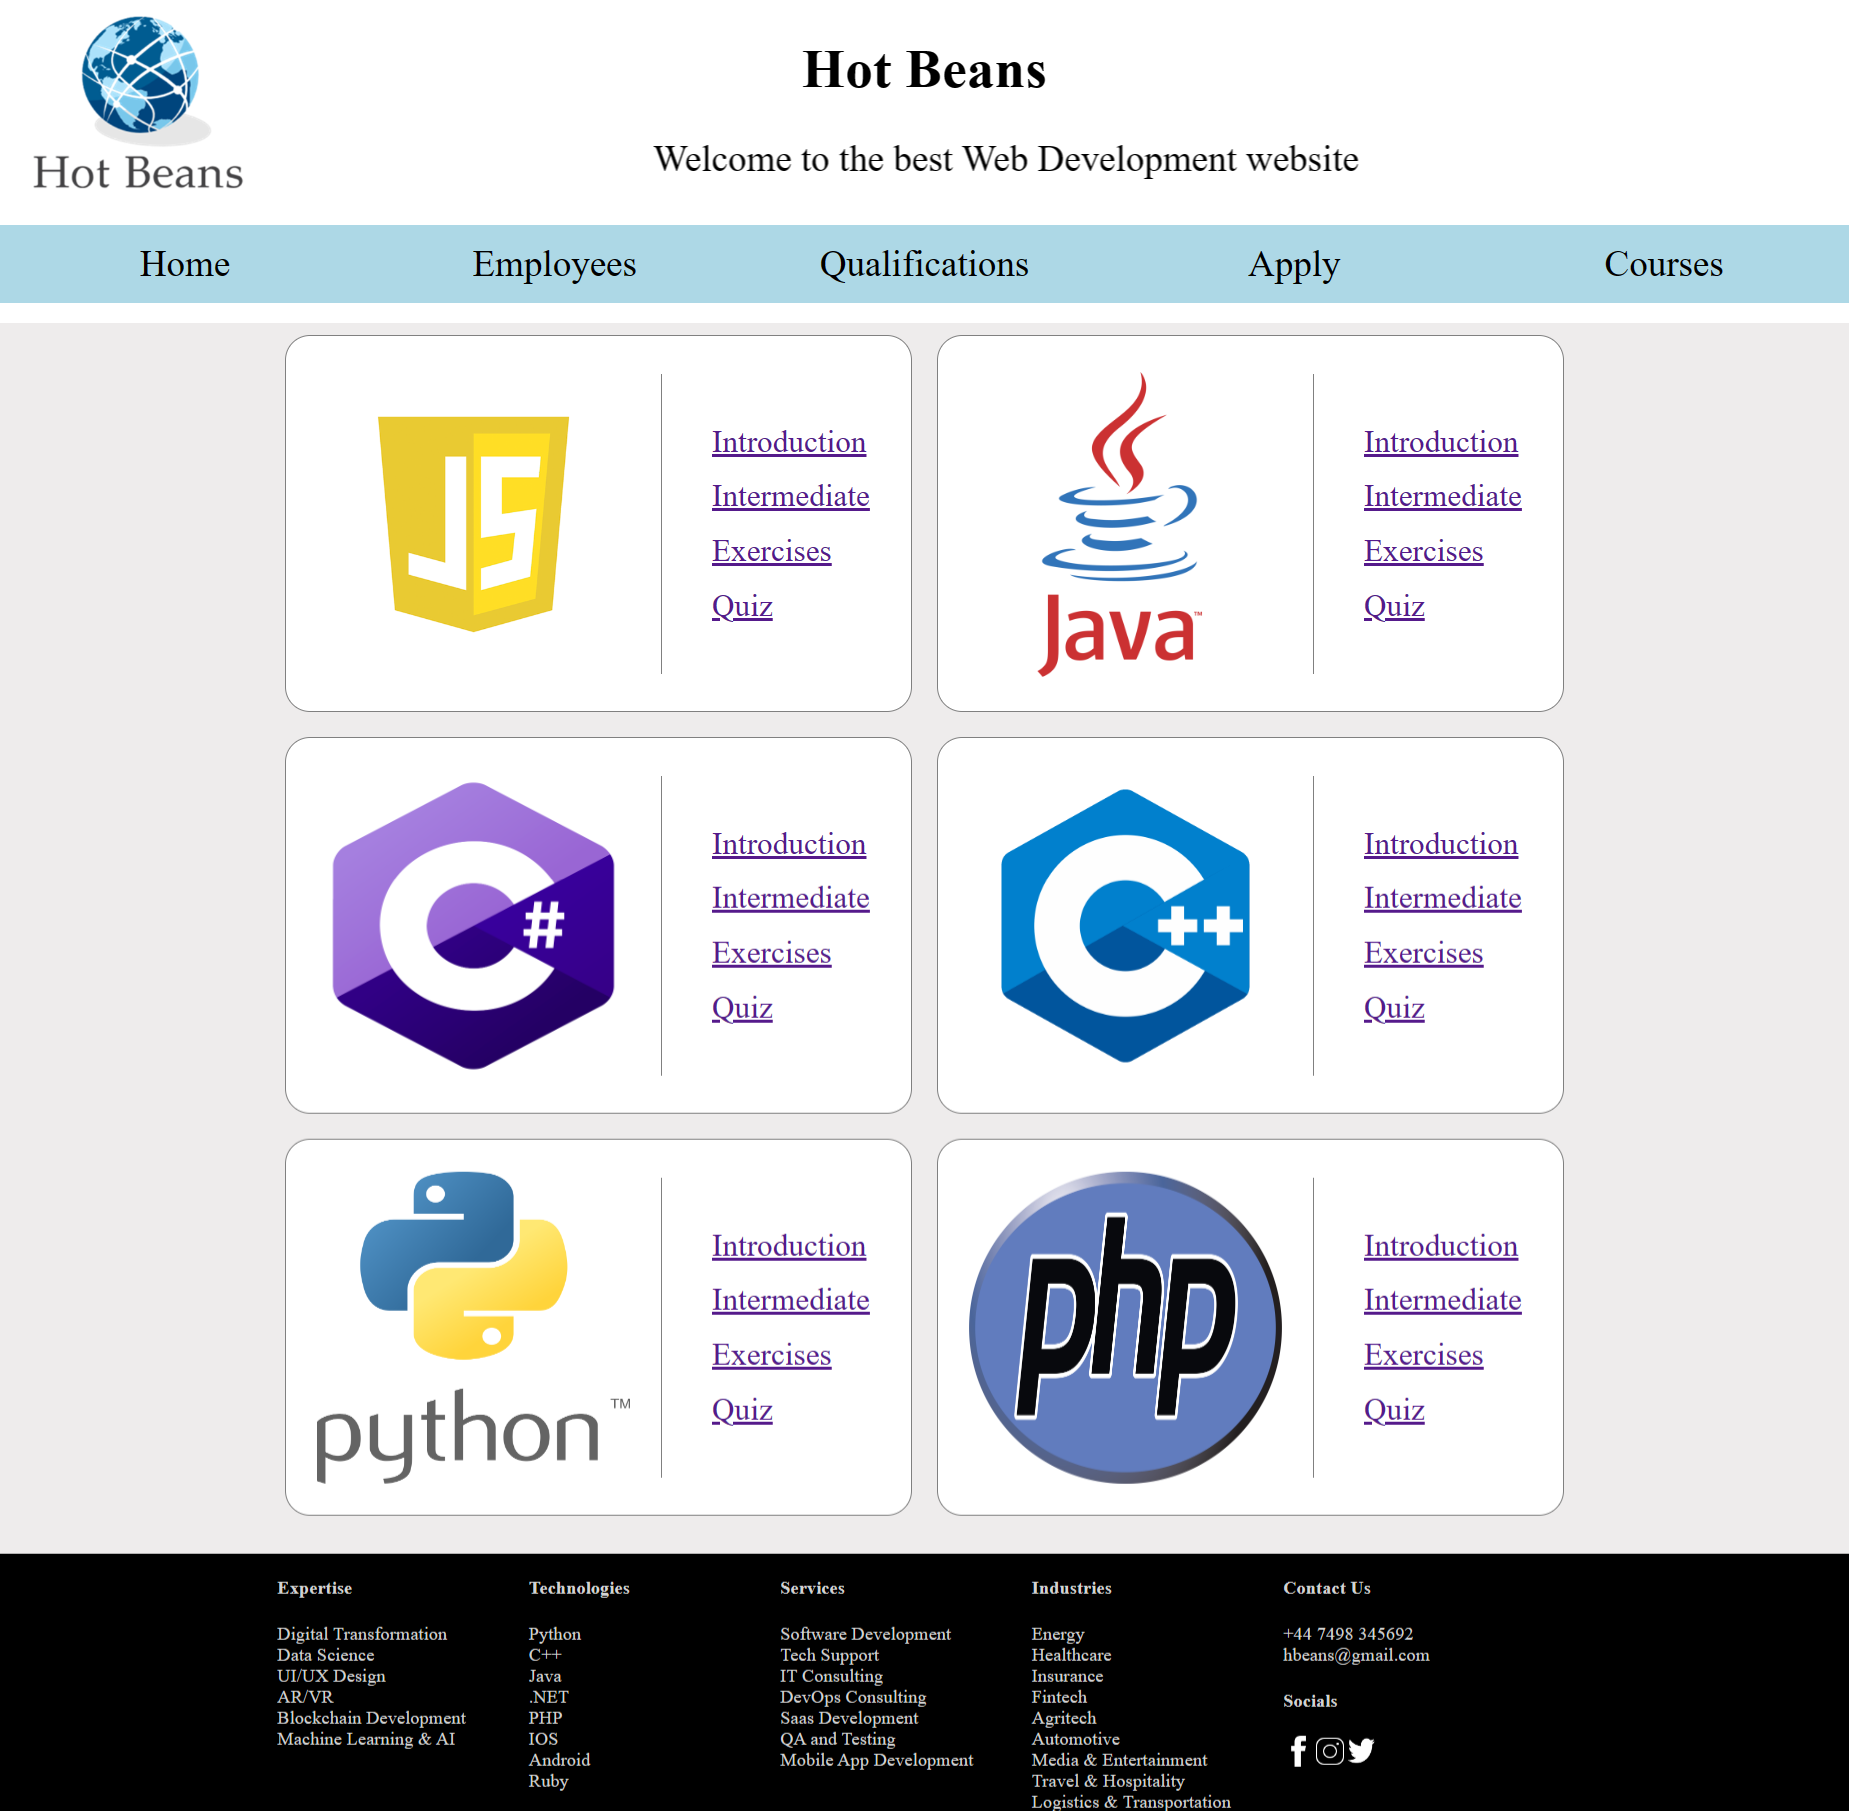 Hot Beans
Hot Beans
Welcome to the best Web Development website
Home Employees Qualifications Apply Courses
JS
Introduction
Intermediate
Exercises
Quiz
Java™
Introduction
Intermediate
Exercises
Quiz
C#
Introduction
Intermediate
Exercises
Quiz
C++
Introduction
Intermediate
Exercises
Quiz
python™
Introduction
Intermediate
Exercises
Quiz
php
Introduction
Intermediate
Exercises
Quiz
Expertise
Digital Transformation
Data Science
UI/UX Design
AR/VR
Blockchain Development
Machine Learning & AI
Technologies
Python
C++
Java
.NET
PHP
IOS
Android
Ruby
Services
Software Development
Tech Support
IT Consulting
DevOps Consulting
Saas Development
QA and Testing
Mobile App Development
Industries
Energy
Healthcare
Insurance
Fintech
Agritech
Automotive
Media & Entertainment
Travel & Hospitality
Logistics & Transportation
Contact Us
+44 7498 345692
hbeans@gmail.com
Socials